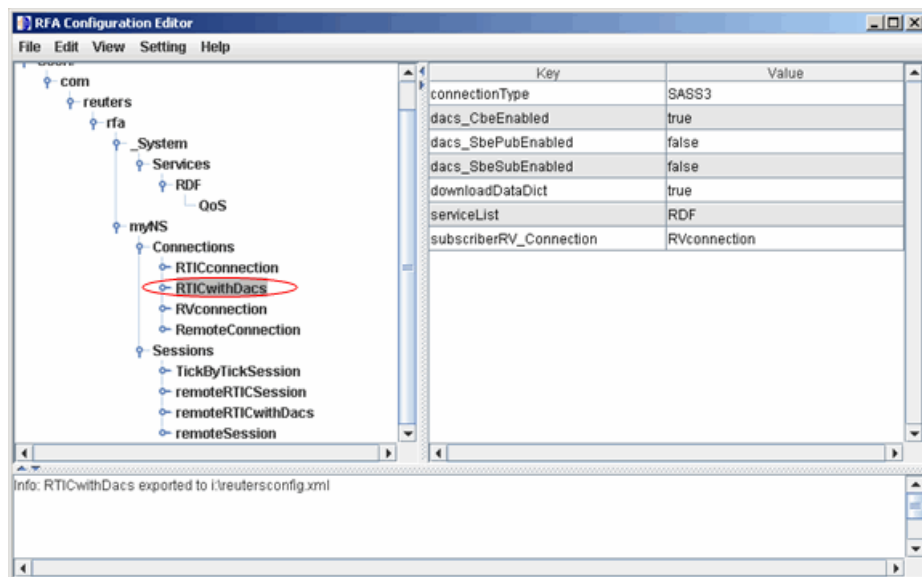 RFA Configuration Editor
File Edit View Setting Help
com
reuters
rfa
_System
Services
RDF
QoS
myNS
Connections
RTICconnection
RTICwithDacs
RVconnection
RemoteConnection
Sessions
TickByTickSession
remoteRTICSession
remoteRTICwithDacs
remoteSession
Key Value
connectionType SASS3
dacs_CbeEnabled true
dacs_SbePubEnabled false
dacs_SbeSubEnabled false
downloadDataDict true
serviceList RDF
subscriberRV_Connection RVconnection
Info: RTICwithDacs exported to i:\reutersconfig.xml